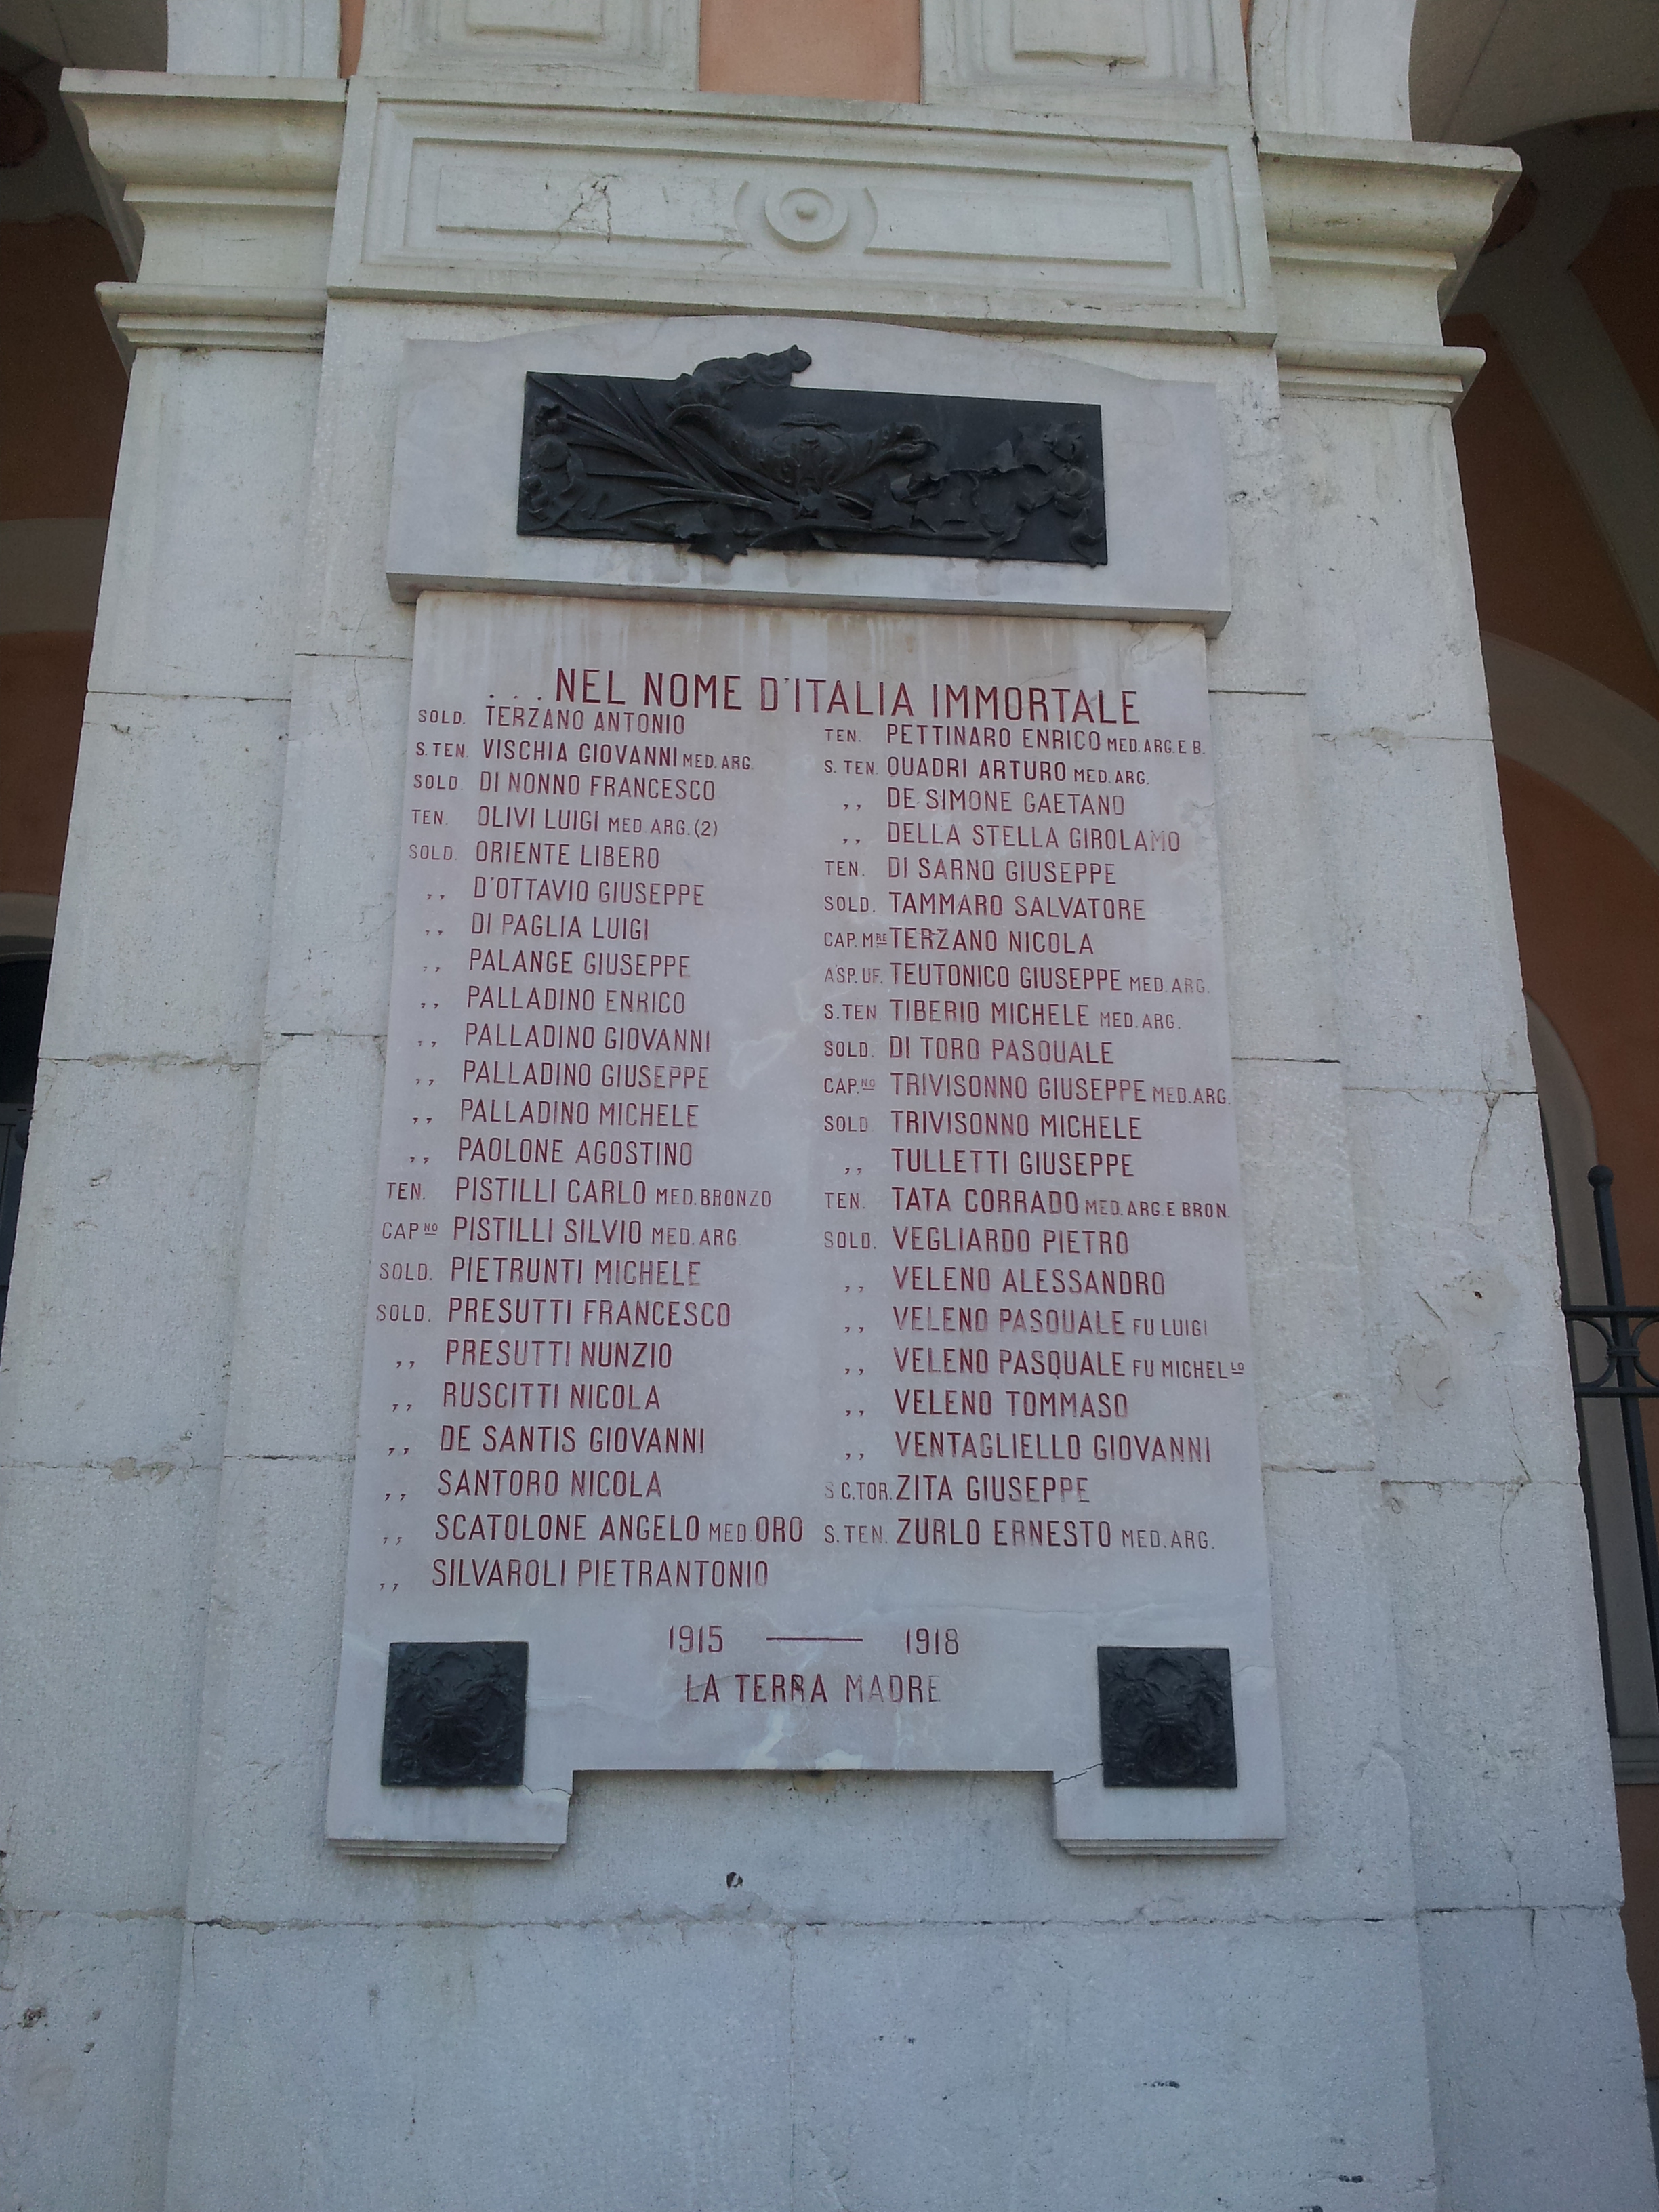 ...NEL NOME D'ITALIA IMMORTALE
SOLD. TERZANO ANTONIO
S.TEN. VISCHIA GIOVANNI MED.ARG.
SOLD. DI NONNO FRANCESCO
TEN. OLIVI LUIGI MED.ARG.(2)
SOLD. ORIENTE LIBERO
,, D'OTTAVIO GIUSEPPE
,, DI PAGLIA LUIGI
,, PALANGE GIUSEPPE
,, PALLADINO ENRICO
,, PALLADINO GIOVANNI
,, PALLADINO GIUSEPPE
,, PALLADINO MICHELE
,, PAOLONE AGOSTINO
TEN. PISTILLI CARLO MED.BRONZO
CAP.NO PISTILLI SILVIO MED.ARG.
SOLD. PIETRUNTI MICHELE
SOLD. PRESUTTI FRANCESCO
,, PRESUTTI NUNZIO
,, RUSCITTI NICOLA
,, DE SANTIS GIOVANNI
,, SANTORO NICOLA
,, SCATOLONE ANGELO MED.ORO
,, SILVAROLI PIETRANTONIO
TEN. PETTINARO ENRICO MED.ARG.E B.
S.TEN. QUADRI ARTURO MED.ARG.
,, DE SIMONE GAETANO
,, DELLA STELLA GIROLAMO
TEN. DI SARNO GIUSEPPE
SOLD. TAMMARO SALVATORE
CAP.MRE TERZANO NICOLA
ASP.UF. TEUTONICO GIUSEPPE MED.ARG.
S.TEN. TIBERIO MICHELE MED.ARG.
SOLD. DI TORO PASQUALE
CAP.NO TRIVISONNO GIUSEPPE MED.ARG.
SOLD. TRIVISONNO MICHELE
,, TULLETTI GIUSEPPE
TEN. TATA CORRADO MED.ARG.E BRON.
SOLD. VEGLIARDO PIETRO
,, VELENO ALESSANDRO
,, VELENO PASQUALE FU LUIGI
,, VELENO PASQUALE FU MICHEL.LO
,, VELENO TOMMASO
,, VENTAGLIELLO GIOVANNI
S.C.TOR. ZITA GIUSEPPE
S.TEN. ZURLO ERNESTO MED.ARG.
1915 — 1918
LA TERRA MADRE